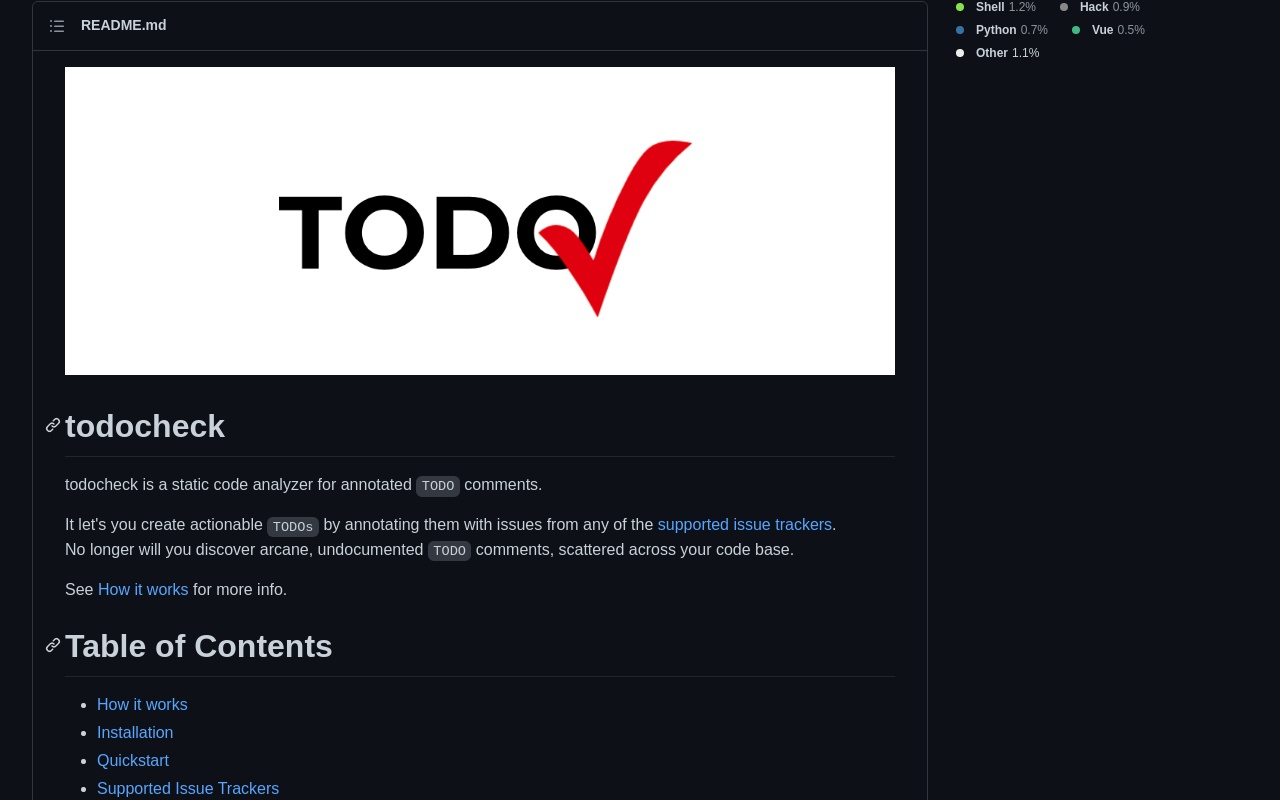 README.md
Shell 1.2% Hack 0.9%
Python 0.7% Vue 0.5%
Other 1.1%
TODO
todocheck
todocheck is a static code analyzer for annotated TODO comments.
It let's you create actionable TODOs by annotating them with issues from any of the supported issue trackers.
No longer will you discover arcane, undocumented TODO comments, scattered across your code base.
See How it works for more info.
Table of Contents
How it works
Installation
Quickstart
Supported Issue Trackers